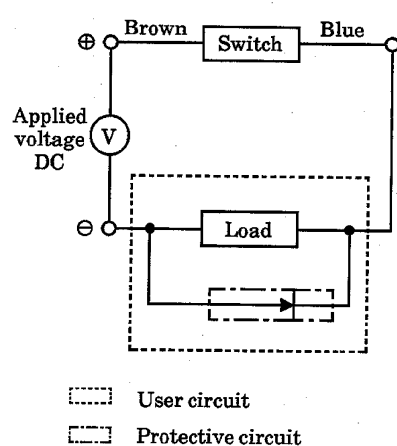 ⊕ Brown Switch Blue
Applied
voltage
DC
V
⊖ Load
User circuit
Protective circuit